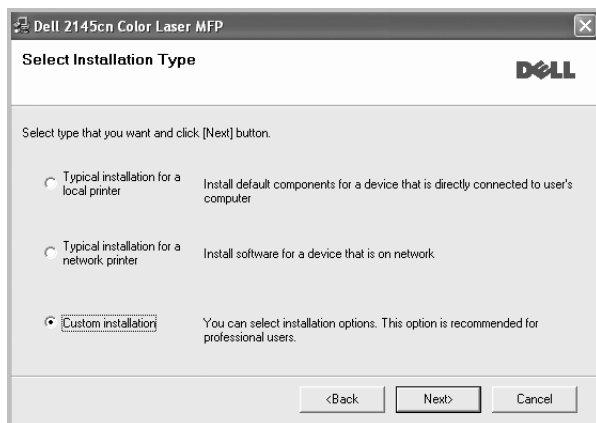 Dell 2145cn Color Laser MFP
Select Installation Type
DELL
Select type that you want and click [Next] button.
Typical installation for a
local printer
Install default components for a device that is directly connected to user's
computer
Typical installation for a
network printer
Install software for a device that is on network
Custom installation
You can select installation options. This option is recommended for
professional users.
<Back
Next>
Cancel